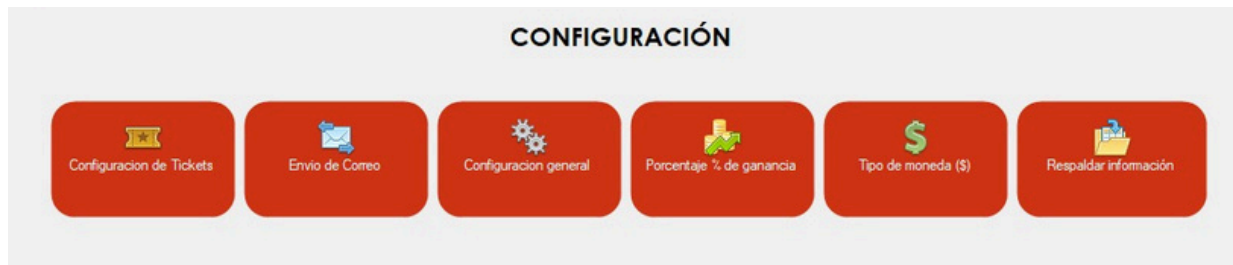 CONFIGURACIÓN
Configuracion de Tickets
Envio de Correo
Configuracion general
Porcentaje % de ganancia
Tipo de moneda ($)
Respaldar información